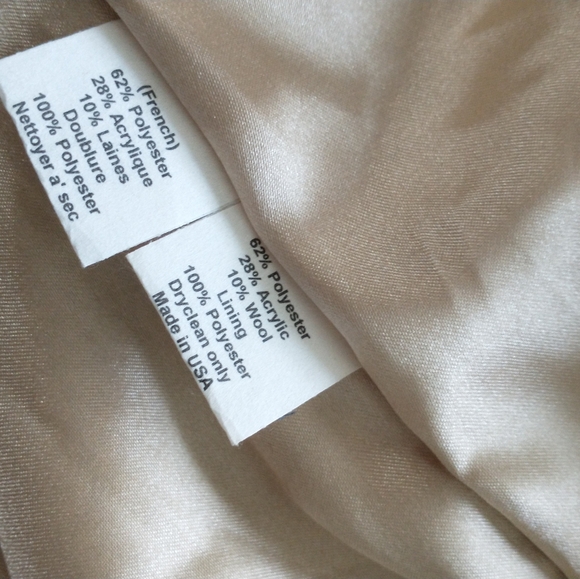 (French)
62% Polyester
28% Acrylique
10% Laines
Doublure
100% Polyester
Nettoyer a' sec
62% Polyester
28% Acrylic
10% Wool
Lining
100% Polyester
Dryclean only
Made in USA